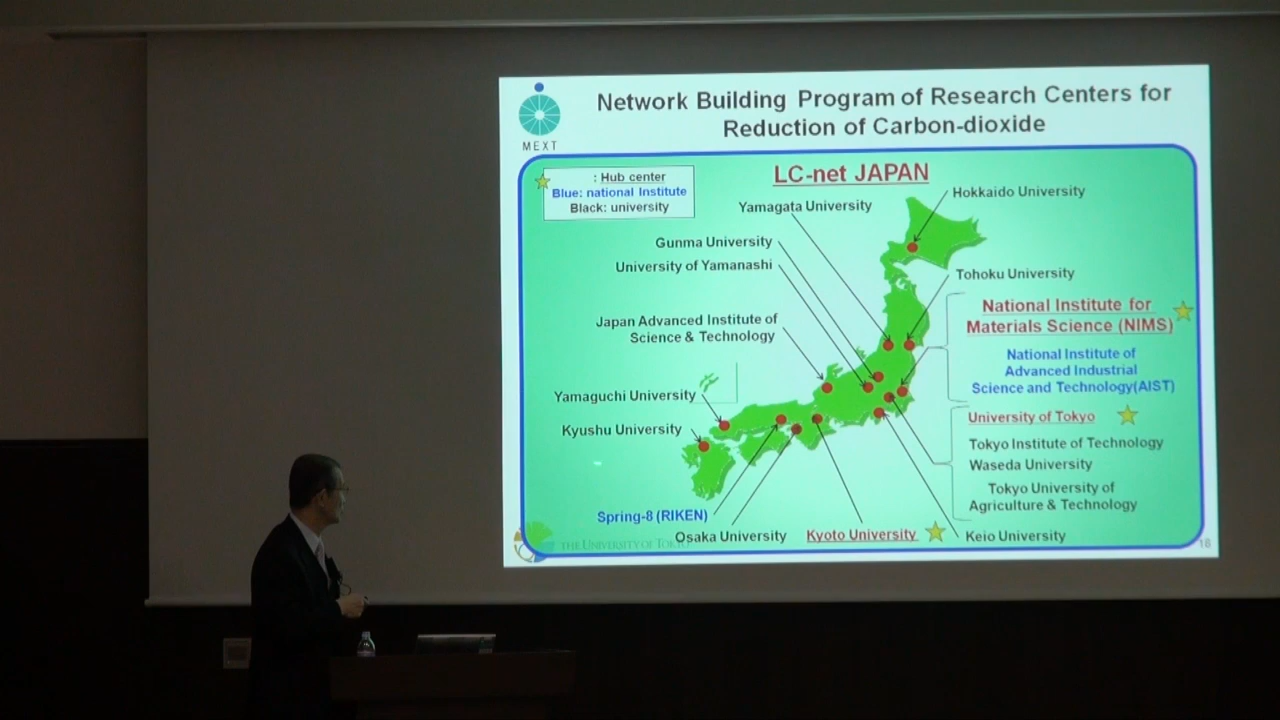 Network Building Program of Research Centers for
Reduction of Carbon-dioxide
MEXT
LC-net JAPAN
: Hub center
Blue: national Institute
Black: university
Yamagata University
Hokkaido University
Gunma University
University of Yamanashi
Tohoku University
National Institute for
Materials Science (NIMS)
Japan Advanced Institute of
Science & Technology
National Institute of
Advanced Industrial
Science and Technology(AIST)
Yamaguchi University
University of Tokyo
Kyushu University
Tokyo Institute of Technology
Waseda University
Tokyo University of
Agriculture & Technology
Spring-8 (RIKEN)
Osaka University
Kyoto University
Keio University
THE UNIVERSITY OF TOKYO
18